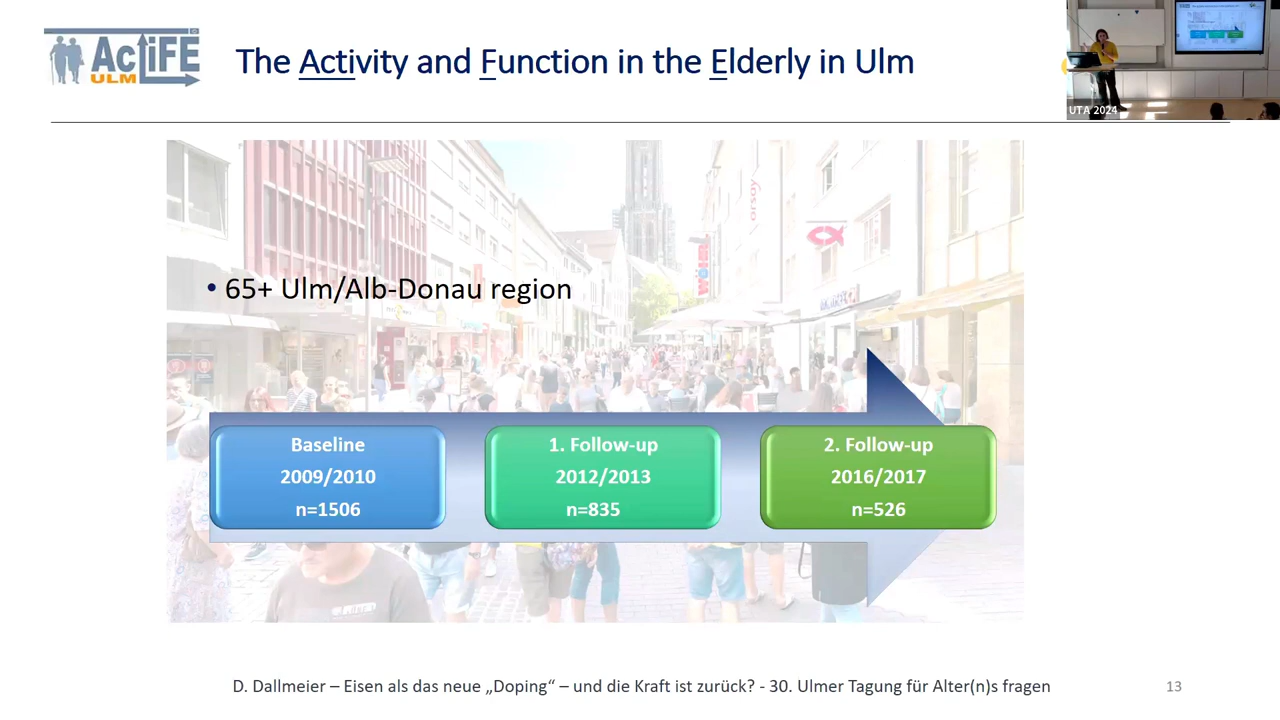 ActiFE
ULM
The Activity and Function in the Elderly in Ulm
UTA 2024
orsay
WÖHRL
• 65+ Ulm/Alb-Donau region
Baseline
2009/2010
n=1506
1. Follow-up
2012/2013
n=835
2. Follow-up
2016/2017
n=526
D. Dallmeier – Eisen als das neue „Doping“ – und die Kraft ist zurück? - 30. Ulmer Tagung für Alter(n)s fragen
13